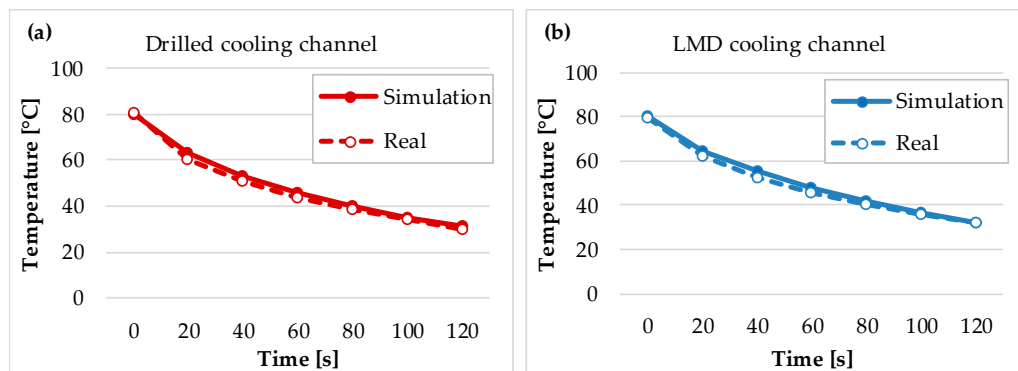 (a)
Drilled cooling channel
100
80
60
40
20
0
Temperature [°C]
Simulation
Real
0 20 40 60 80 100 120
Time [s]
(b)
LMD cooling channel
100
80
60
40
20
0
Temperature [°C]
Simulation
Real
0 20 40 60 80 100 120
Time [s]